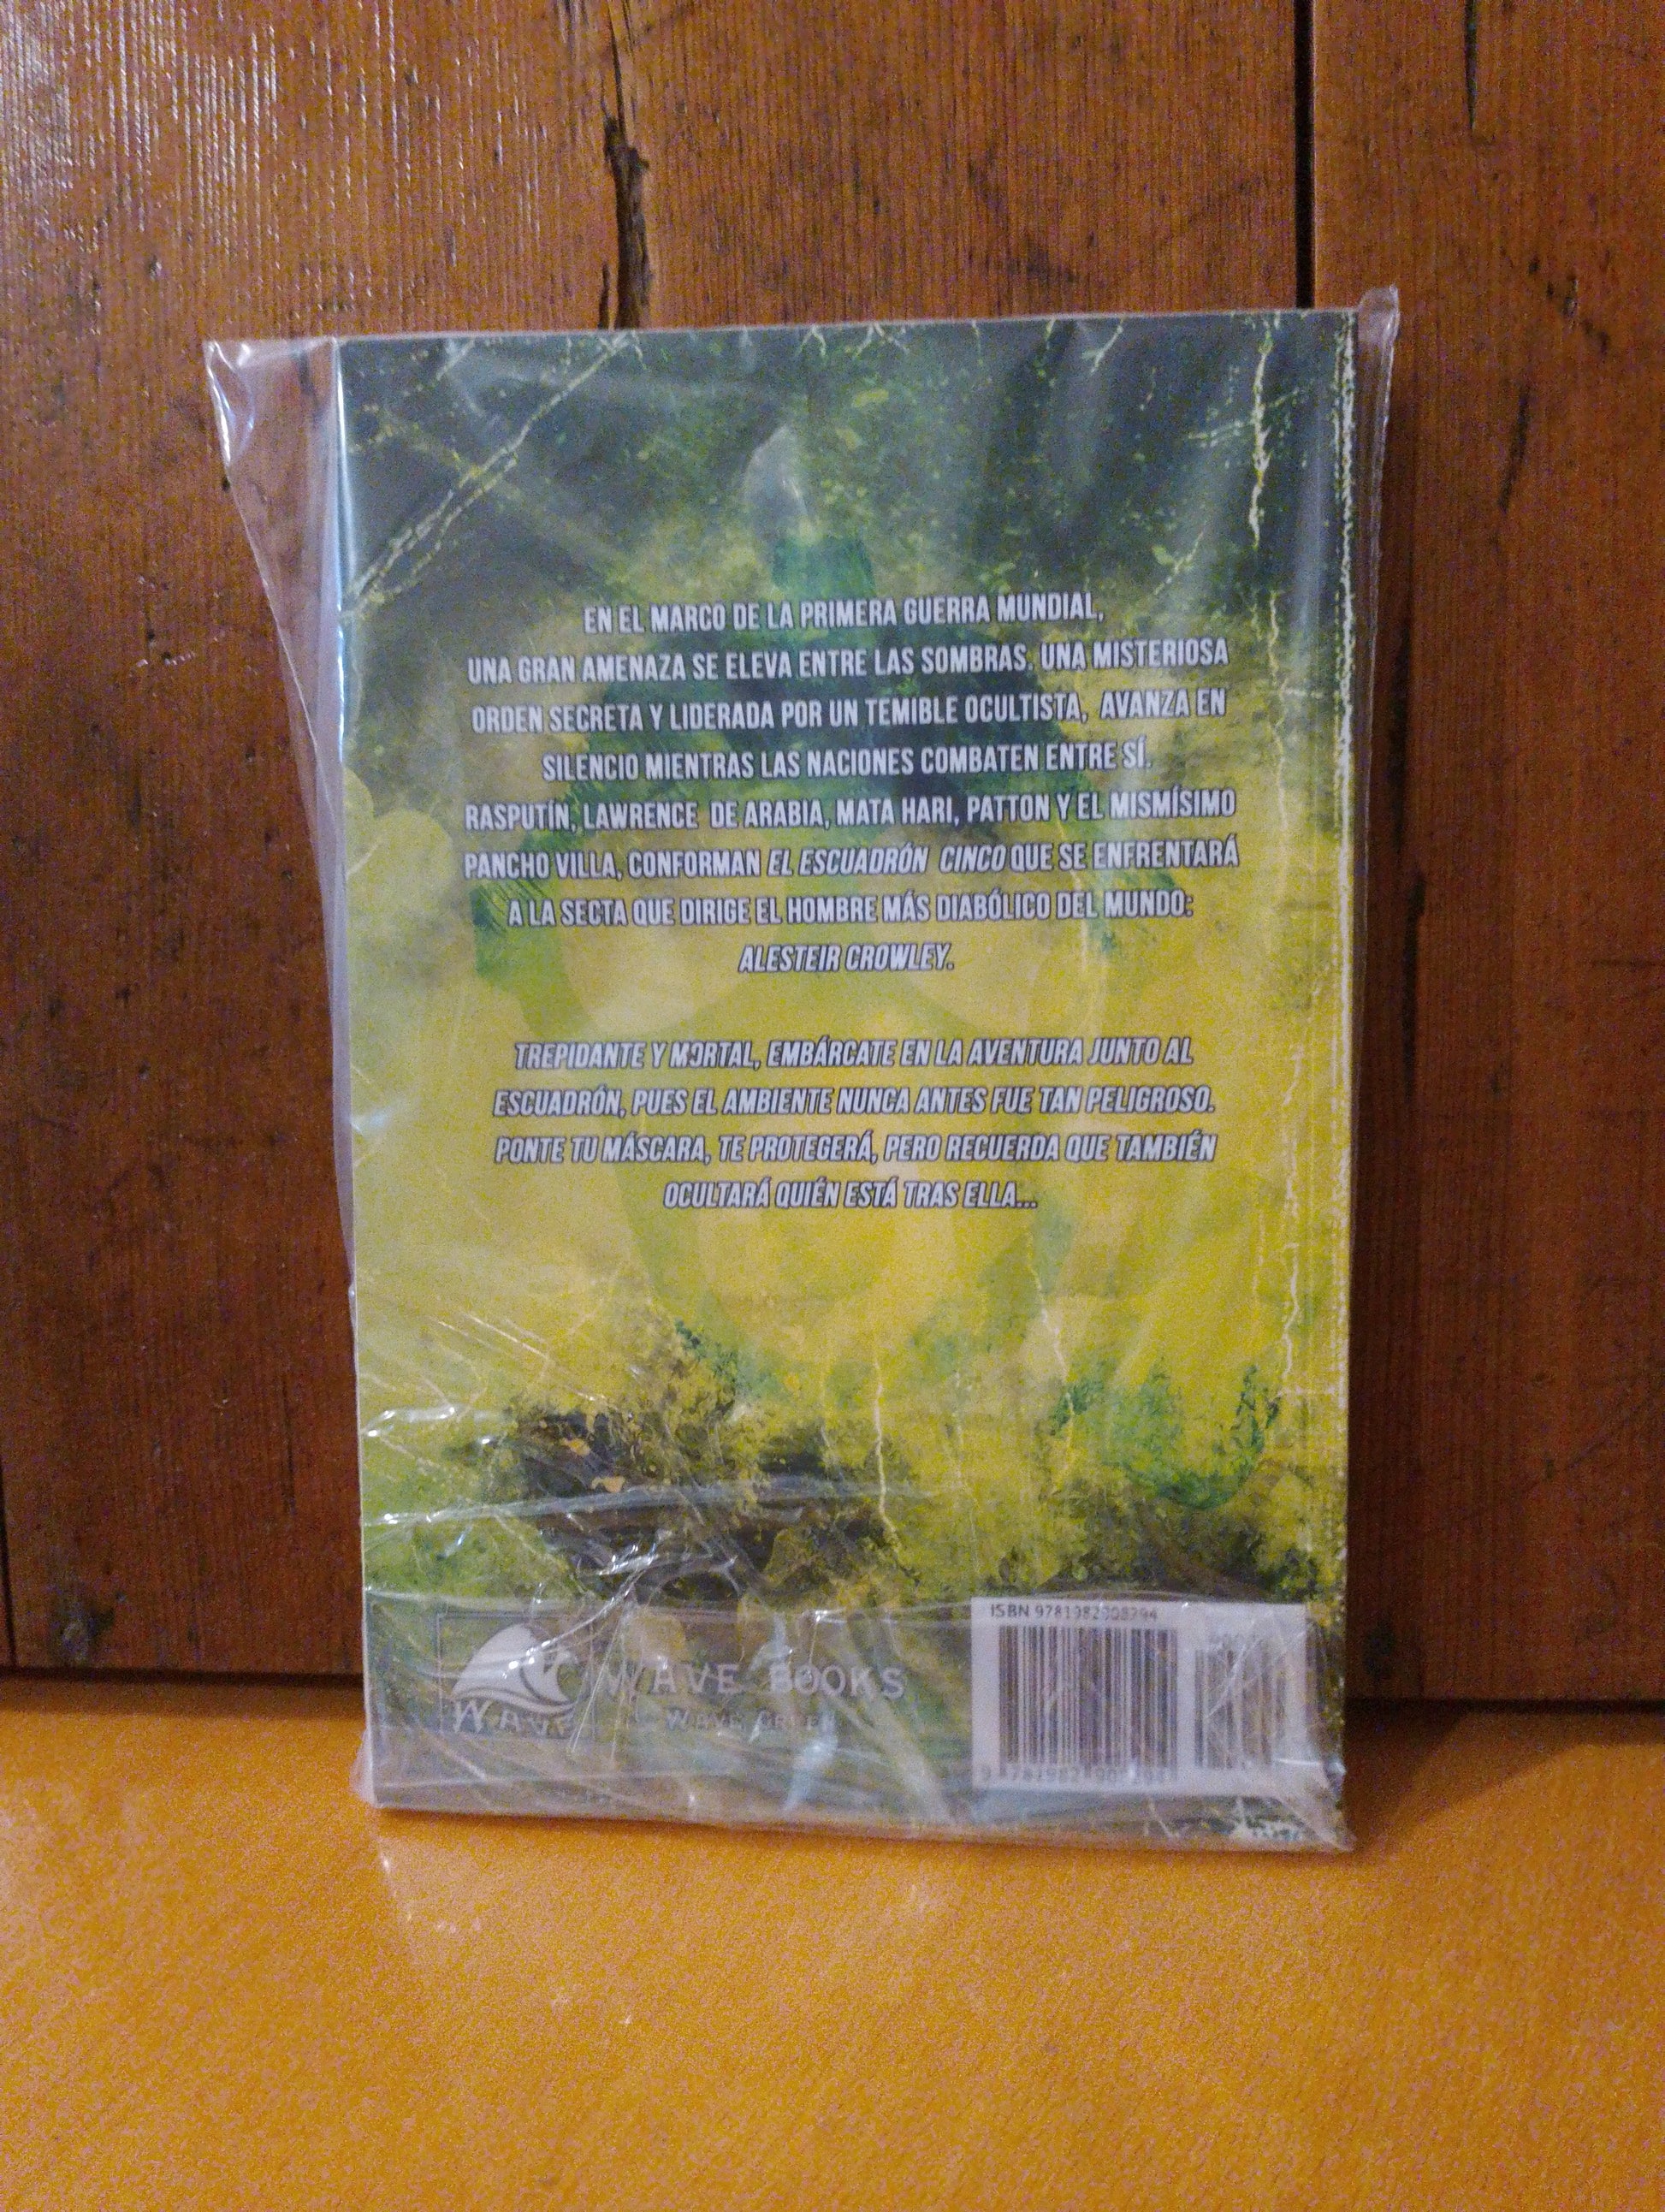 EN EL MARCO DE LA PRIMERA GUERRA MUNDIAL,
UNA GRAN AMENAZA SE ELEVA ENTRE LAS SOMBRAS. UNA MISTERIOSA
ORDEN SECRETA Y LIDERADA POR UN TEMIBLE OCULTISTA, AVANZA EN
SILENCIO MIENTRAS LAS NACIONES COMBATEN ENTRE SÍ.
RASPUTÍN, LAWRENCE DE ARABIA, MATA HARI, PATTON Y EL MISMÍSIMO
PANCHO VILLA, CONFORMAN EL ESCUADRÓN CINCO QUE SE ENFRENTARÁ
A LA SECTA QUE DIRIGE EL HOMBRE MÁS DIABÓLICO DEL MUNDO:
ALESTEIR CROWLEY.
TREPIDANTE Y MORTAL, EMBÁRCATE EN LA AVENTURA JUNTO AL
ESCUADRÓN, PUES EL AMBIENTE NUNCA ANTES FUE TAN PELIGROSO.
PONTE TU MÁSCARA, TE PROTEGERÁ, PERO RECUERDA QUE TAMBIÉN
OCULTARÁ QUIÉN ESTÁ TRAS ELLA...
ISBN
WAVE BOOKS
WAVE
WAVE GREEN